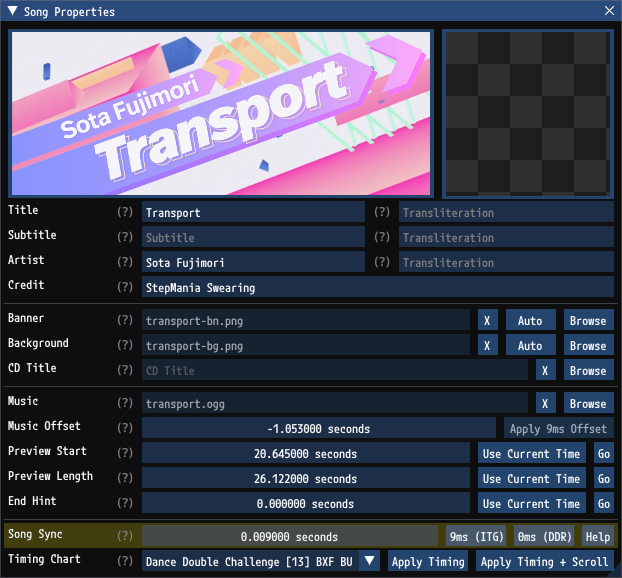 Song Properties
Sota Fujimori
Transport
Title (?) Transport (?) Transliteration
Subtitle (?) Subtitle (?) Transliteration
Artist (?) Sota Fujimori (?) Transliteration
Credit (?) StepMania Swearing
Banner (?) transport-bn.png X Auto Browse
Background (?) transport-bg.png X Auto Browse
CD Title (?) CD Title X Browse
Music (?) transport.ogg X Browse
Music Offset (?) -1.053000 seconds Apply 9ms Offset
Preview Start (?) 20.645000 seconds Use Current Time Go
Preview Length (?) 26.122000 seconds Use Current Time Go
End Hint (?) 0.000000 seconds Use Current Time Go
Song Sync (?) 0.009000 seconds 9ms (ITG) 0ms (DDR) Help
Timing Chart (?) Dance Double Challenge [13] BXF BU Apply Timing Apply Timing + Scroll